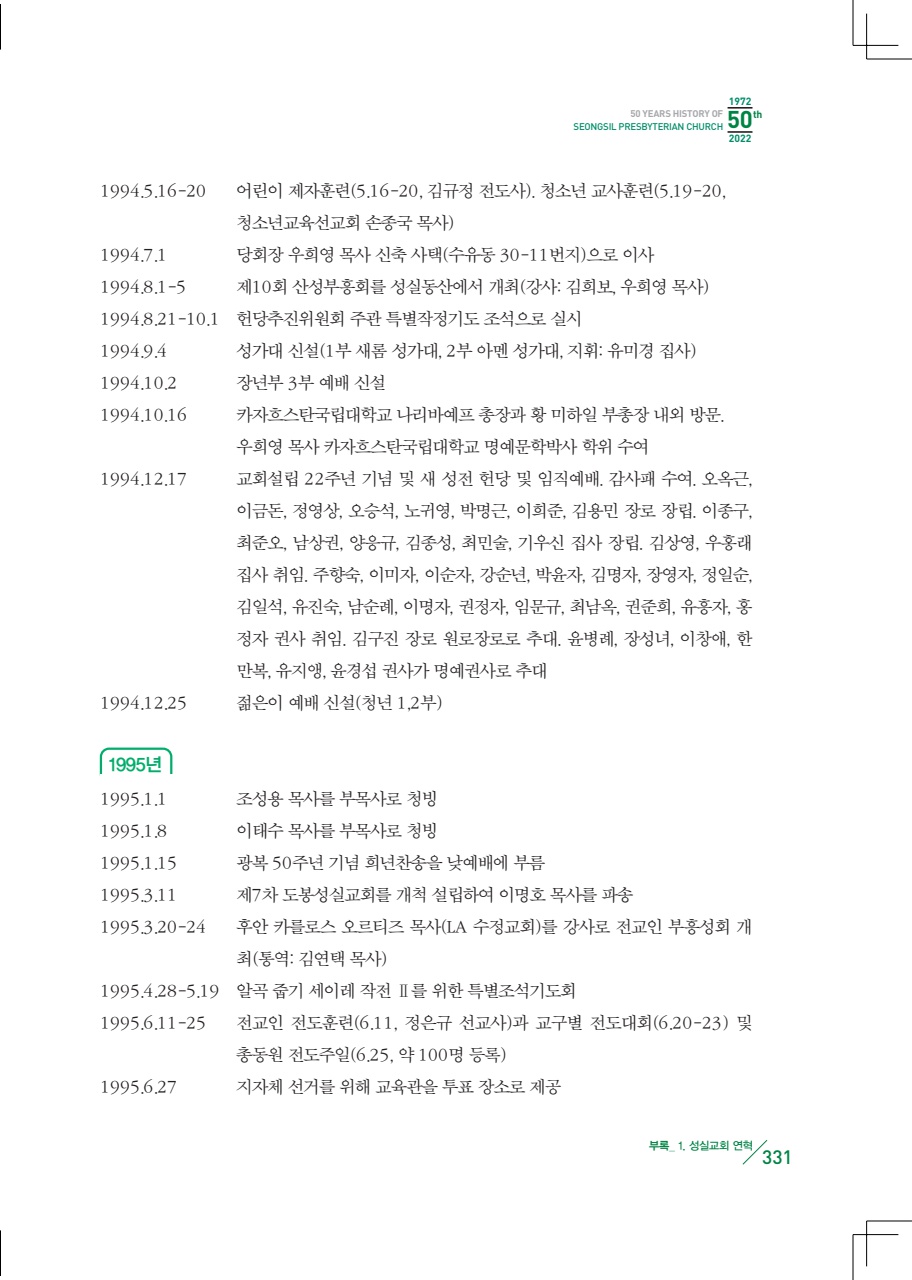 1972
50 YEARS HISTORY OF
SEONGSIL PRESBYTERIAN CHURCH
50th
2022
1994.5.16-20 어린이 제자훈련(5.16-20, 김규정 전도사). 청소년 교사훈련(5.19-20,
청소년교육선교회 손종국 목사)
1994.7.1 당회장 우희영 목사 신축 사택(수유동 30-11번지)으로 이사
1994.8.1-5 제10회 산성부흥회를 성실동산에서 개최(강사: 김희보, 우희영 목사)
1994.8.21-10.1 헌당추진위원회 주관 특별작정기도 조석으로 실시
1994.9.4 성가대 신설(1부 새롬 성가대, 2부 아멘 성가대, 지휘: 유미경 집사)
1994.10.2 장년부 3부 예배 신설
1994.10.16 카자흐스탄국립대학교 나리바예프 총장과 황 미하일 부총장 내외 방문.
우희영 목사 카자흐스탄국립대학교 명예문학박사 학위 수여
1994.12.17 교회설립 22주년 기념 및 새 성전 헌당 및 임직예배. 감사패 수여. 오옥근,
이금돈, 정영상, 오승석, 노귀영, 박명근, 이희준, 김용민 장로 장립. 이종구,
최준오, 남상권, 양응규, 김종성, 최민술, 기우신 집사 장립. 김상영, 우홍래
집사 취임. 주향숙, 이미자, 이순자, 강순년, 박윤자, 김명자, 장영자, 정일순,
김일석, 유진숙, 남순례, 이명자, 권정자, 임문규, 최남옥, 권준희, 유흥자, 홍
정자 권사 취임. 김구진 장로 원로장로로 추대. 윤병례, 장성녀, 이창애, 한
만복, 유지앵, 윤경섭 권사가 명예권사로 추대
1994.12.25 젊은이 예배 신설(청년 1,2부)
1995년
1995.1.1 조성용 목사를 부목사로 청빙
1995.1.8 이태수 목사를 부목사로 청빙
1995.1.15 광복 50주년 기념 희년찬송을 낮예배에 부름
1995.3.11 제7차 도봉성실교회를 개척 설립하여 이명호 목사를 파송
1995.3.20-24 후안 카를로스 오르티즈 목사(LA 수정교회)를 강사로 전교인 부흥성회 개
최(통역: 김연택 목사)
1995.4.28-5.19 알곡 줍기 세이레 작전 Ⅱ를 위한 특별조석기도회
1995.6.11-25 전교인 전도훈련(6.11, 정은규 선교사)과 교구별 전도대회(6.20-23) 및
총동원 전도주일(6.25, 약 100명 등록)
1995.6.27 지자체 선거를 위해 교육관을 투표 장소로 제공
부록_ 1. 성실교회 연혁
331